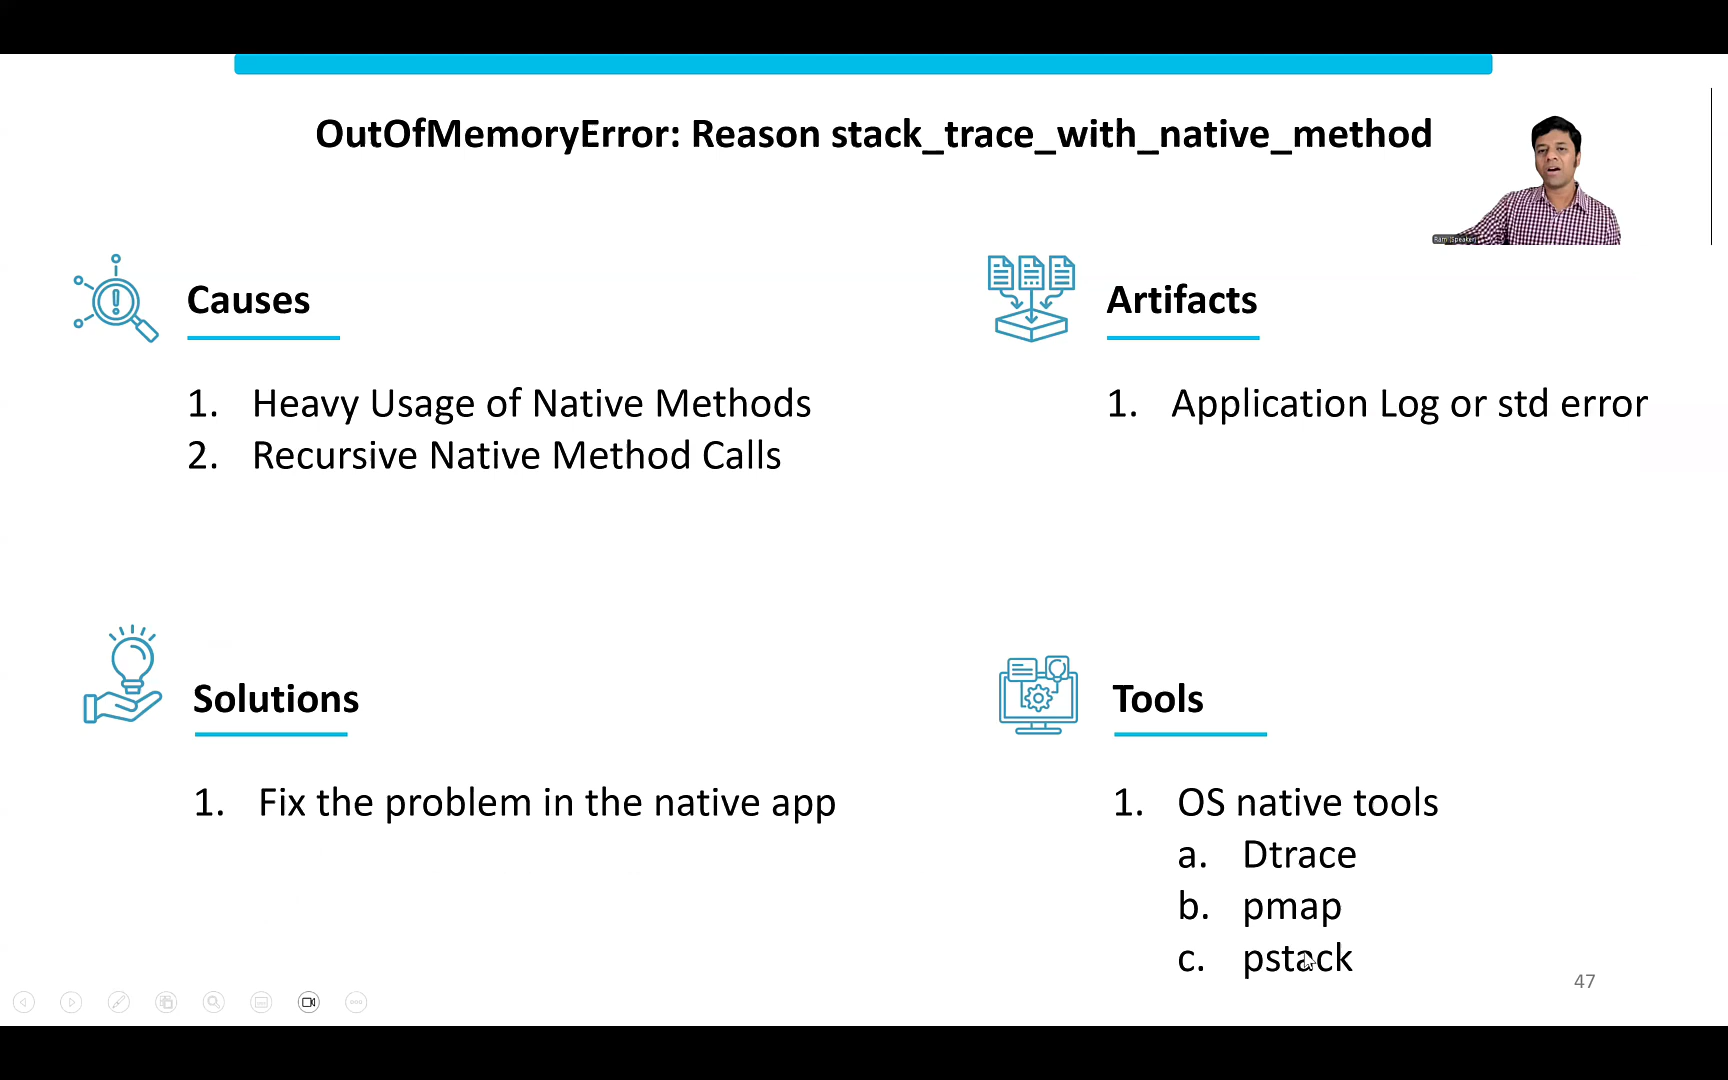 OutOfMemoryError: Reason stack_trace_with_native_method
Ram (Speaker)
Causes
1. Heavy Usage of Native Methods
2. Recursive Native Method Calls
Artifacts
1. Application Log or std error
Solutions
1. Fix the problem in the native app
Tools
1. OS native tools
a. Dtrace
b. pmap
c. pstack
47